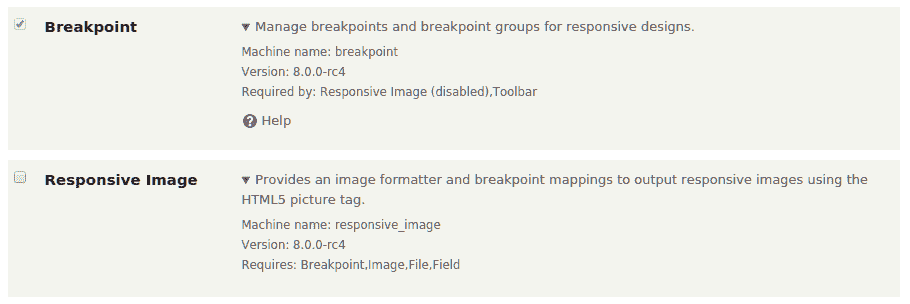 Breakpoint
Manage breakpoints and breakpoint groups for responsive designs.
Machine name: breakpoint
Version: 8.0.0-rc4
Required by: Responsive Image (disabled),Toolbar
Help
Responsive Image
Provides an image formatter and breakpoint mappings to output responsive images using the
HTML5 picture tag.
Machine name: responsive_image
Version: 8.0.0-rc4
Requires: Breakpoint,Image,File,Field